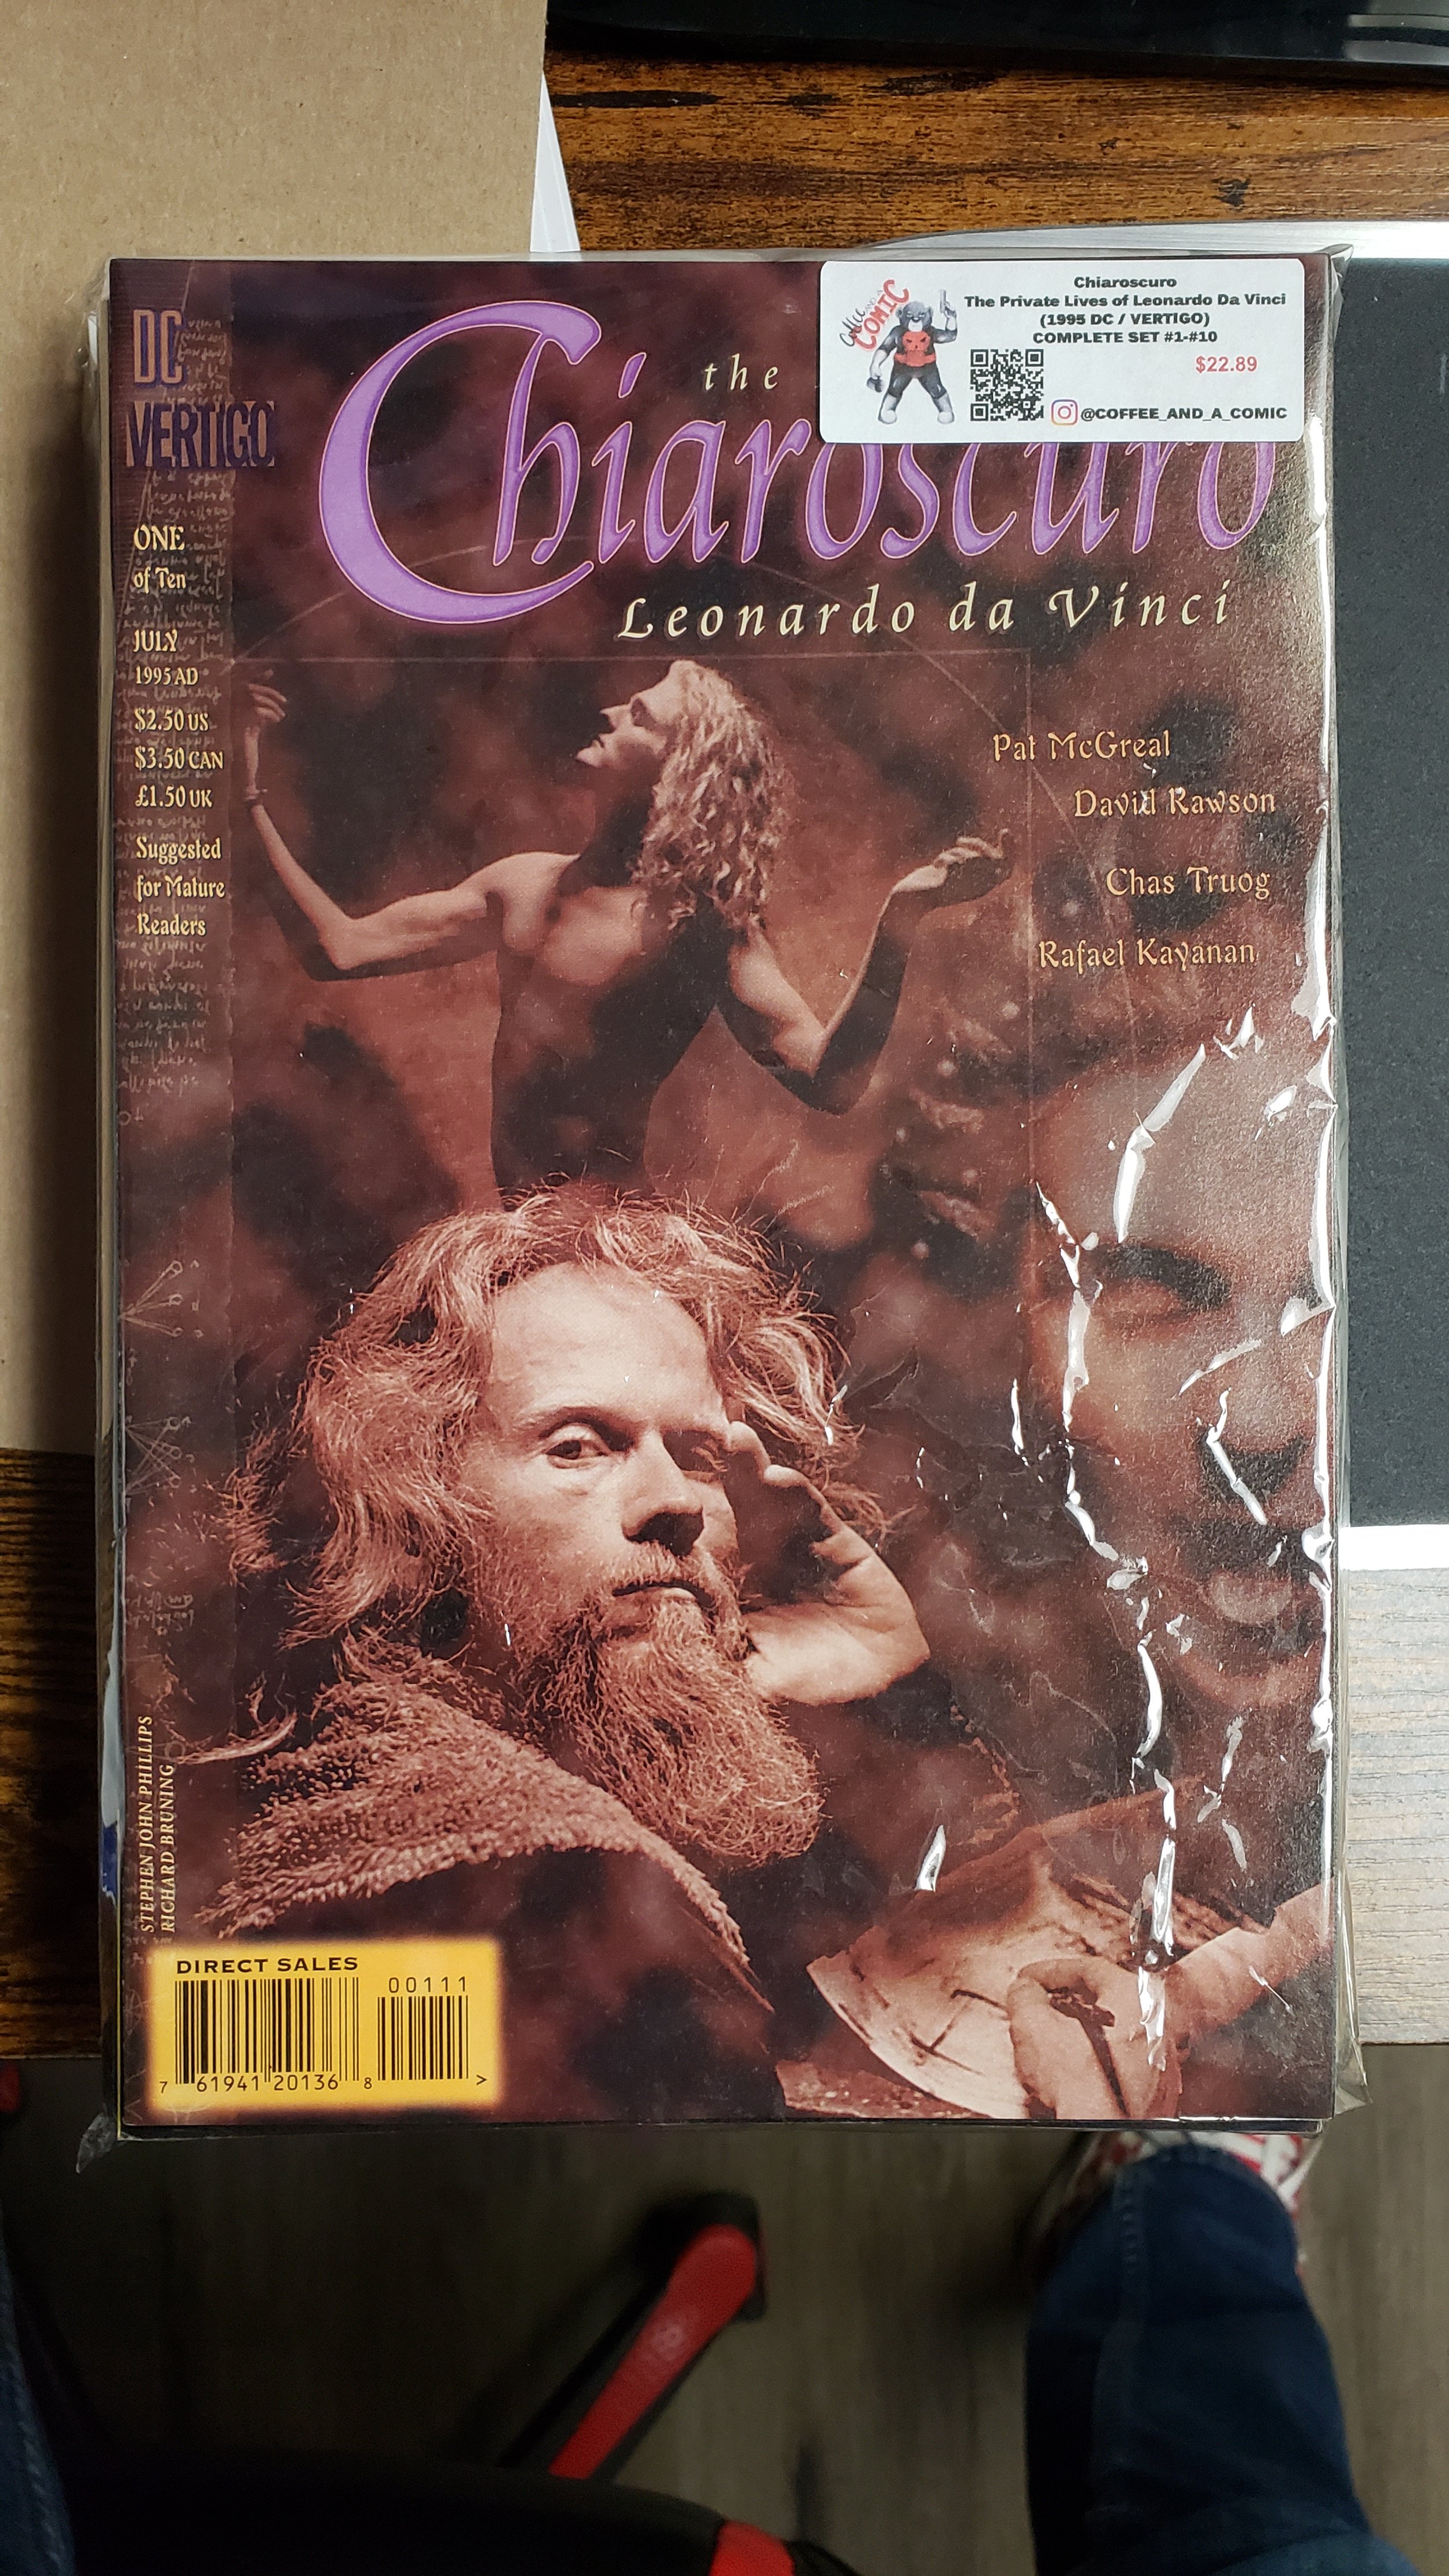 Coffee AND A COMIC
Chiaroscuro
The Private Lives of Leonardo Da Vinci
(1995 DC / VERTIGO)
COMPLETE SET #1-#10
$22.89
@COFFEE_AND_A_COMIC
DC
VERTIGO
the
Chiaroscuro
Leonardo da Vinci
ONE
of Ten
JULY
1995 AD
$2.50 US
$3.50 CAN
£1.50 UK
Suggested
for Mature
Readers
Pat McGreal
David Rawson
Chas Truog
Rafael Kayanan
STEPHEN JOHN PHILLIPS
RICHARD BRUNING
DIRECT SALES
00111
7 61941 20136 8 >